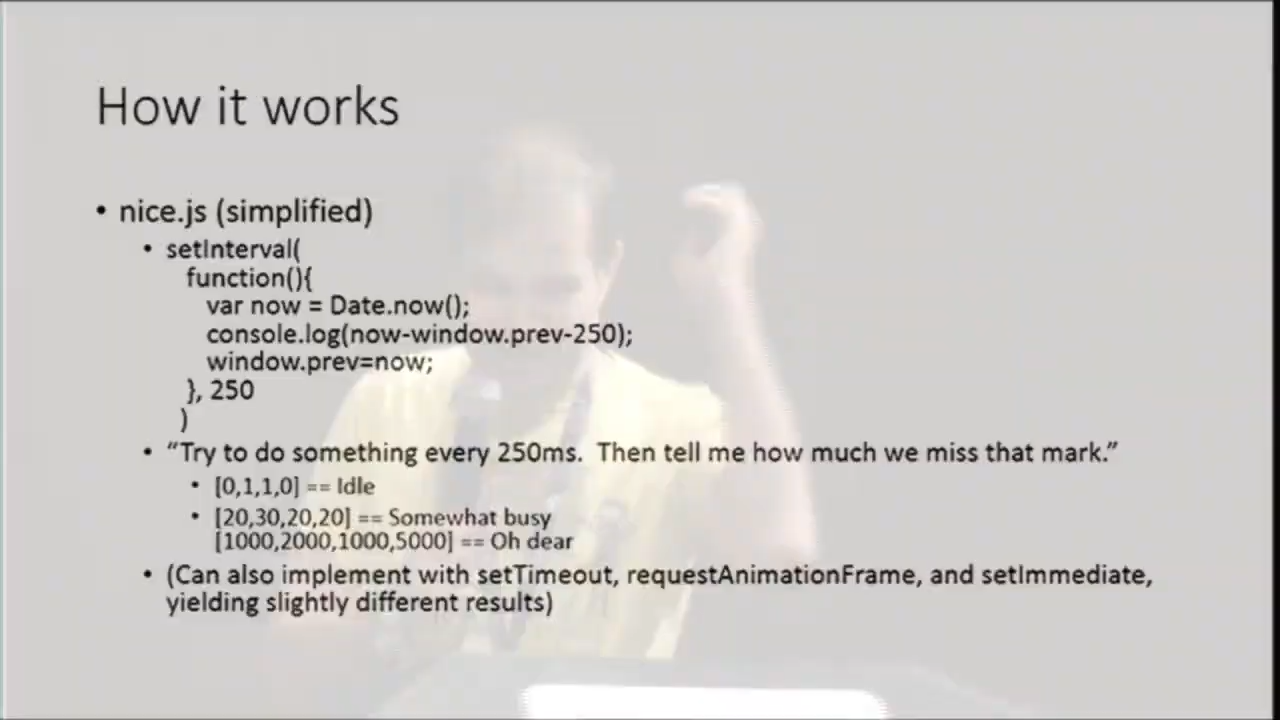 How it works
• nice.js (simplified)
• setInterval(
function(){
var now = Date.now();
console.log(now-window.prev-250);
window.prev=now;
}, 250
)
• “Try to do something every 250ms.  Then tell me how much we miss that mark.”
• [0,1,1,0] == Idle
• [20,30,20,20] == Somewhat busy
[1000,2000,1000,5000] == Oh dear
• (Can also implement with setTimeout, requestAnimationFrame, and setImmediate,
yielding slightly different results)